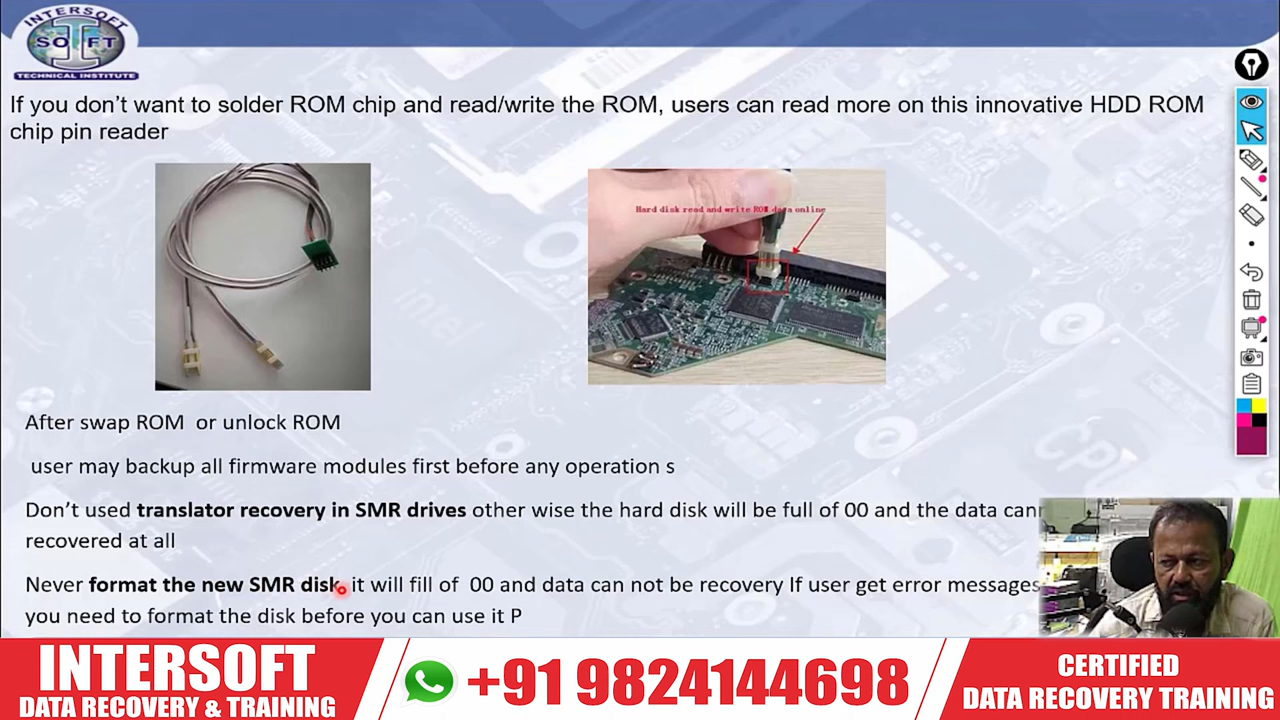 INTERSOFT
SOIFT
TECHNICAL INSTITUTE
If you don't want to solder ROM chip and read/write the ROM, users can read more on this innovative HDD ROM
chip pin reader
Hard disk read and write ROM data online
After swap ROM or unlock ROM
user may backup all firmware modules first before any operation s
Don't used translator recovery in SMR drives other wise the hard disk will be full of 00 and the data
recovered at all
Never format the new SMR disk, it will fill of 00 and data can not be recovery If user get error messages
you need to format the disk before you can use it P
INTERSOFT
DATA RECOVERY & TRAINING
+91 9824144698
CERTIFIED
DATA RECOVERY TRAINING